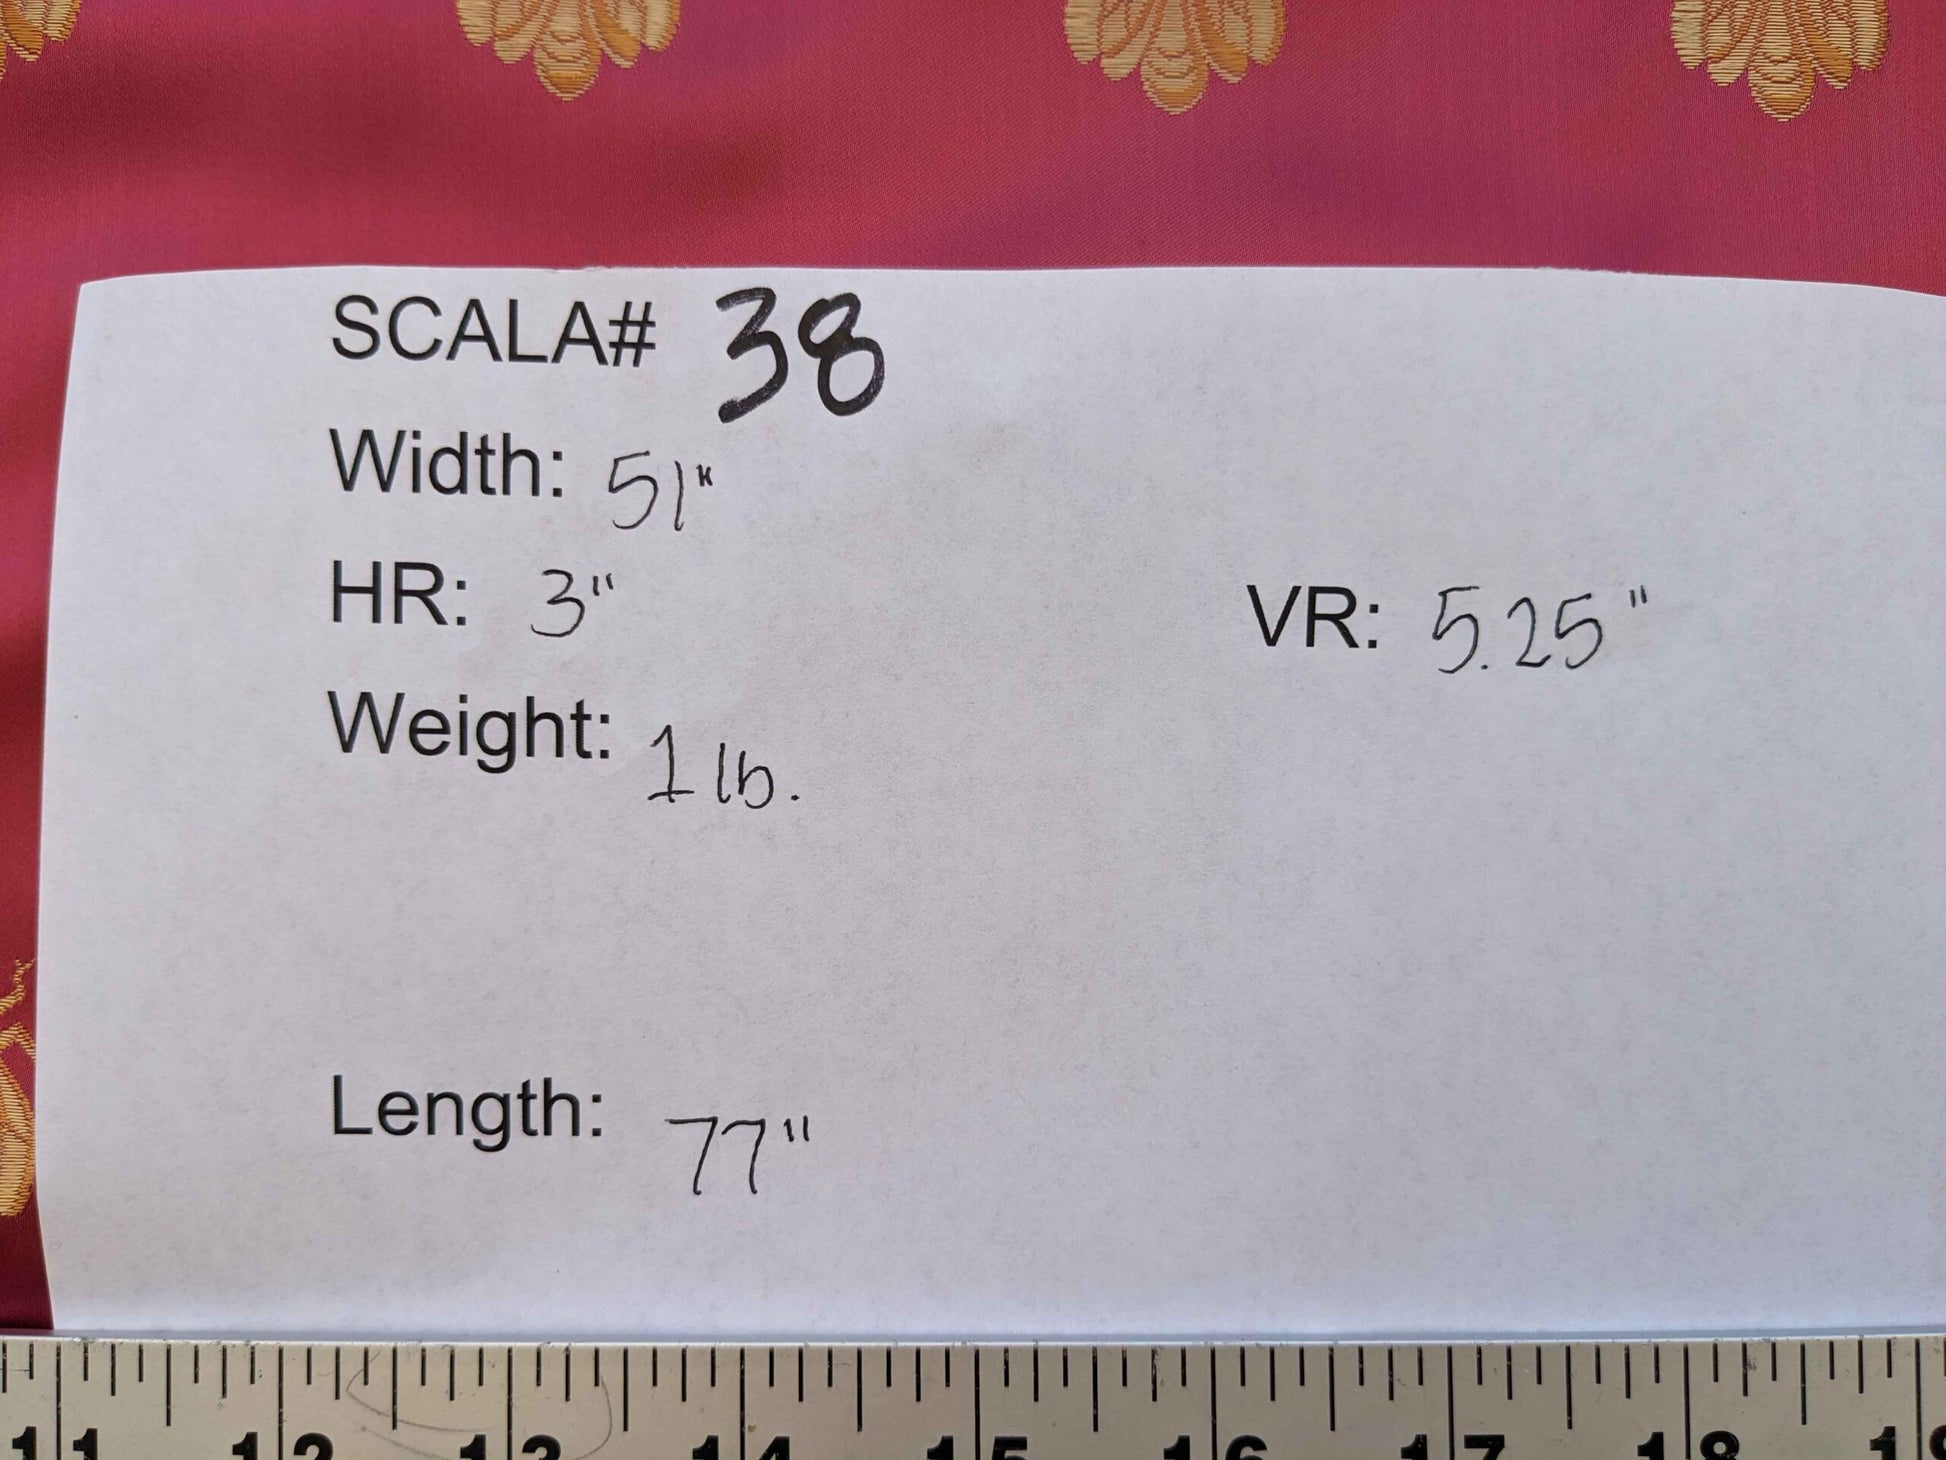 SCALA# 38
Width: 51"
HR: 3" VR: 5.25"
Weight: 1 lb.
Length: 77"
11 12 13 14 15 16 17 18 19